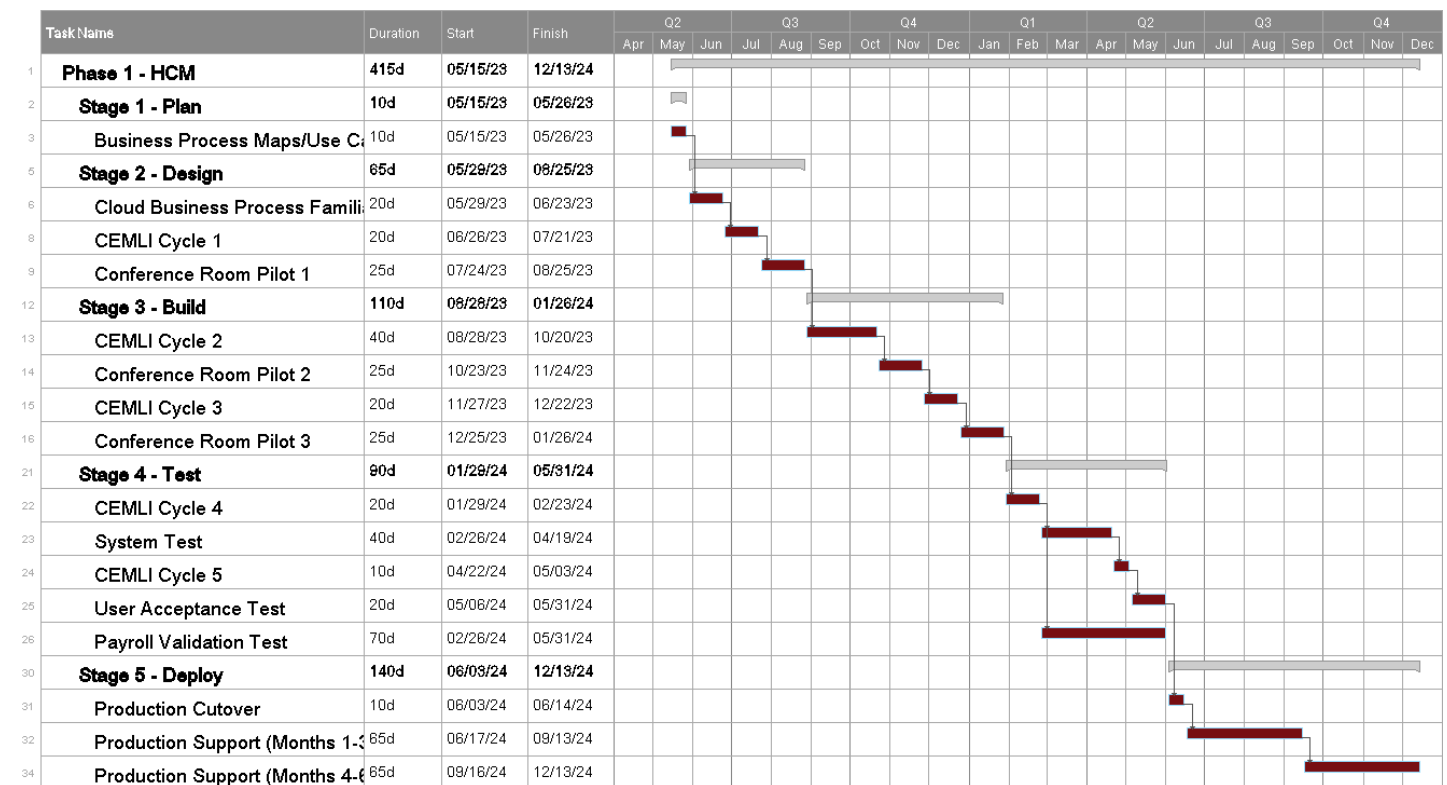 Task Name Duration Start Finish Q2 Q3 Q4 Q1 Q2 Q3 Q4
Apr May Jun Jul Aug Sep Oct Nov Dec Jan Feb Mar Apr May Jun Jul Aug Sep Oct Nov Dec
1 Phase 1 - HCM 415d 05/15/23 12/13/24
2 Stage 1 - Plan 10d 05/15/23 05/26/23
3 Business Process Maps/Use Ca 10d 05/15/23 05/26/23
5 Stage 2 - Design 65d 05/29/23 08/25/23
6 Cloud Business Process Famili 20d 05/29/23 06/23/23
8 CEMLI Cycle 1 20d 06/26/23 07/21/23
9 Conference Room Pilot 1 25d 07/24/23 08/25/23
12 Stage 3 - Build 110d 08/28/23 01/26/24
13 CEMLI Cycle 2 40d 08/28/23 10/20/23
14 Conference Room Pilot 2 25d 10/23/23 11/24/23
15 CEMLI Cycle 3 20d 11/27/23 12/22/23
16 Conference Room Pilot 3 25d 12/25/23 01/26/24
21 Stage 4 - Test 90d 01/29/24 05/31/24
22 CEMLI Cycle 4 20d 01/29/24 02/23/24
23 System Test 40d 02/26/24 04/19/24
24 CEMLI Cycle 5 10d 04/22/24 05/03/24
25 User Acceptance Test 20d 05/06/24 05/31/24
26 Payroll Validation Test 70d 02/26/24 05/31/24
30 Stage 5 - Deploy 140d 06/03/24 12/13/24
31 Production Cutover 10d 06/03/24 06/14/24
32 Production Support (Months 1-3 65d 06/17/24 09/13/24
34 Production Support (Months 4-6 65d 09/16/24 12/13/24